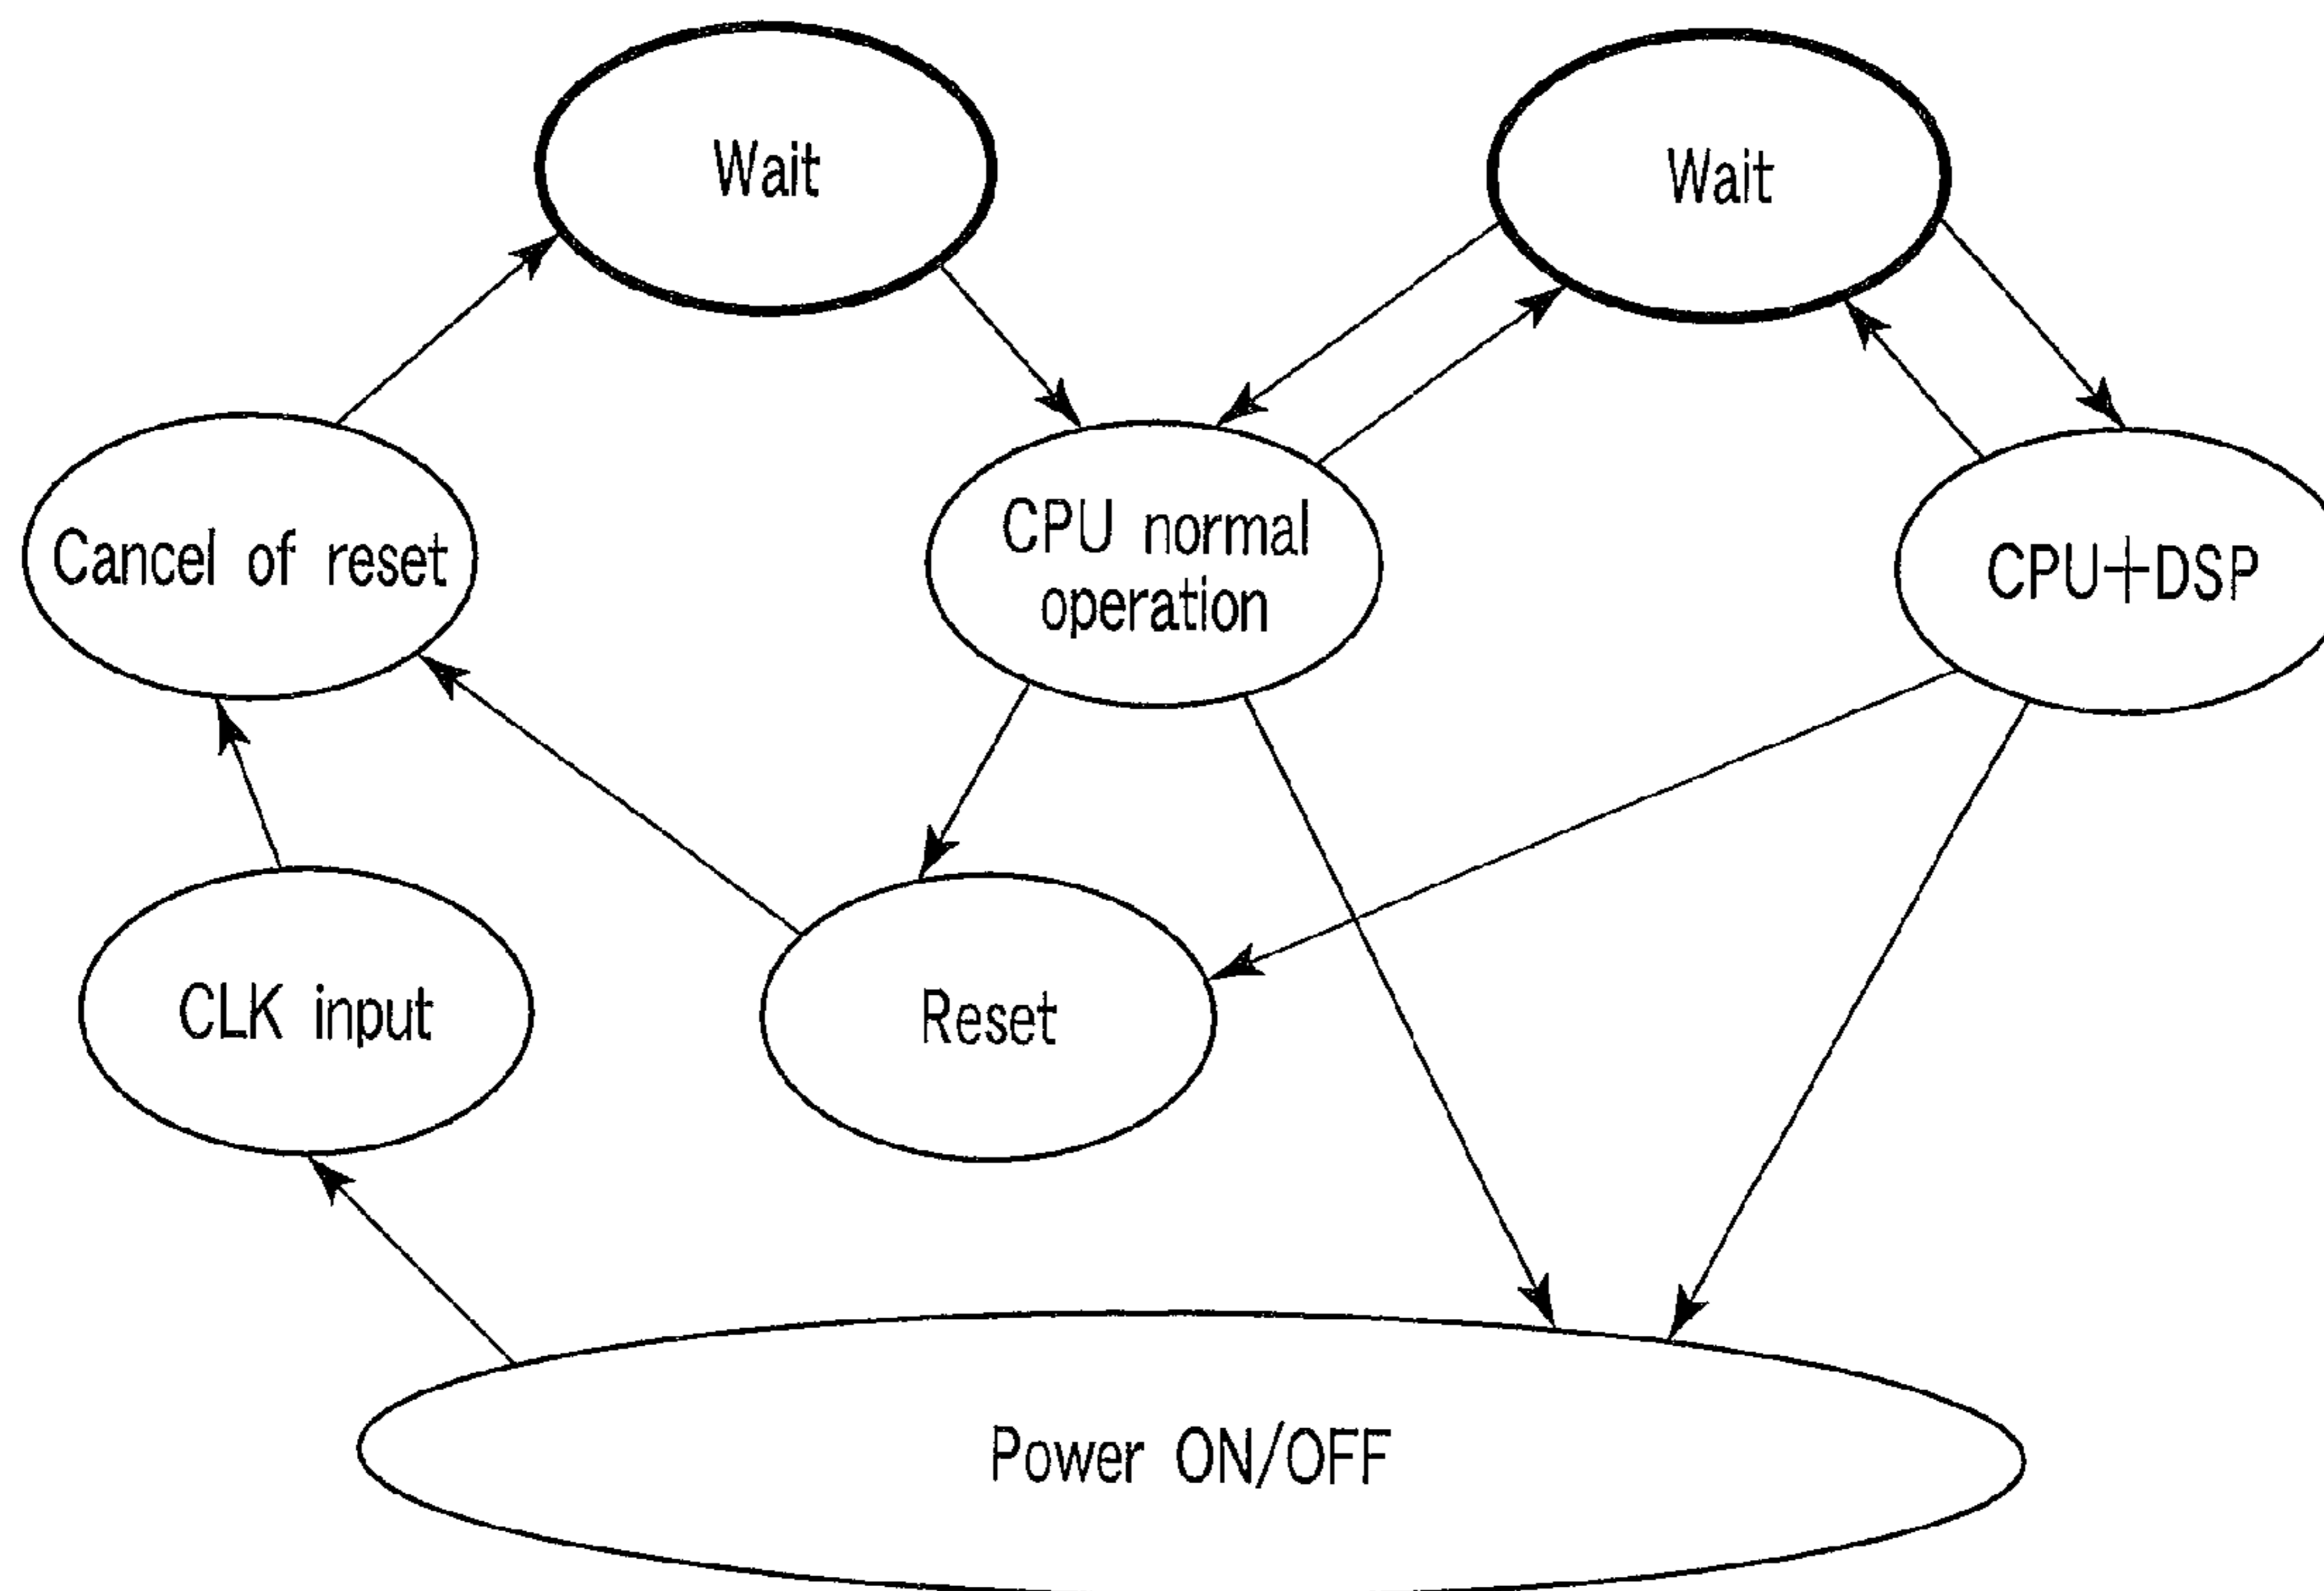 Wait
Wait
Cancel of reset
CPU normal
operation
CPU+DSP
CLK input
Reset
Power ON/OFF